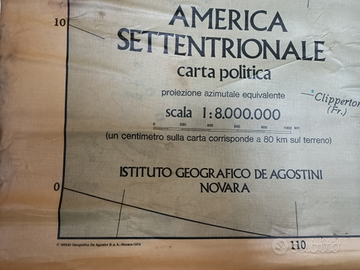 10
AMERICA
SETTENTRIONALE
carta politica
proiezione azimutale equivalente
Clipperton
(Fr.)
scala 1:8.000.000
(un centimetro sulla carta corrisponde a 80 km sul terreno)
ISTITUTO GEOGRAFICO DE AGOSTINI
NOVARA
0
110
subito